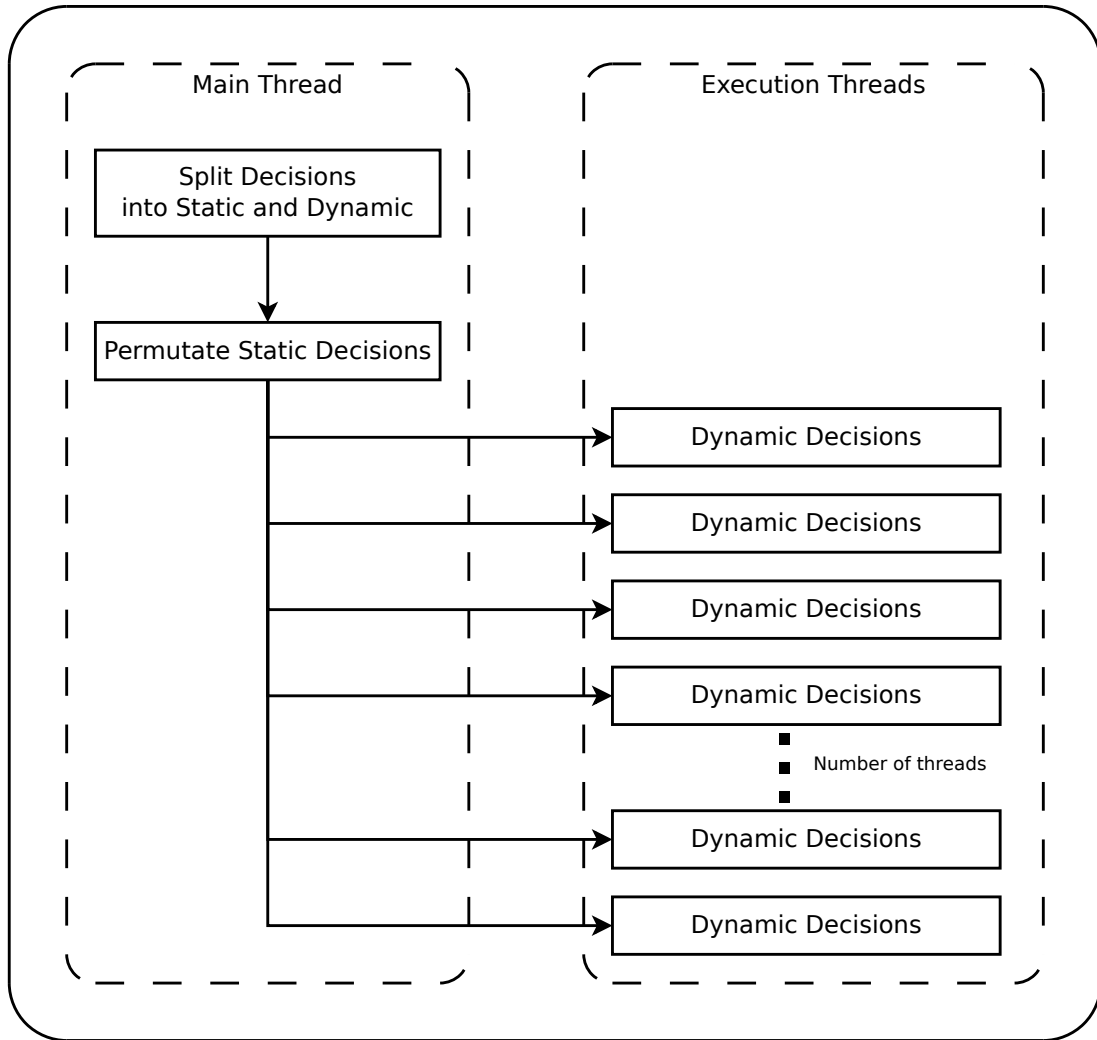 Main Thread
Execution Threads
Split Decisions
into Static and Dynamic
Permutate Static Decisions
Dynamic Decisions
Dynamic Decisions
Dynamic Decisions
Dynamic Decisions
Number of threads
Dynamic Decisions
Dynamic Decisions